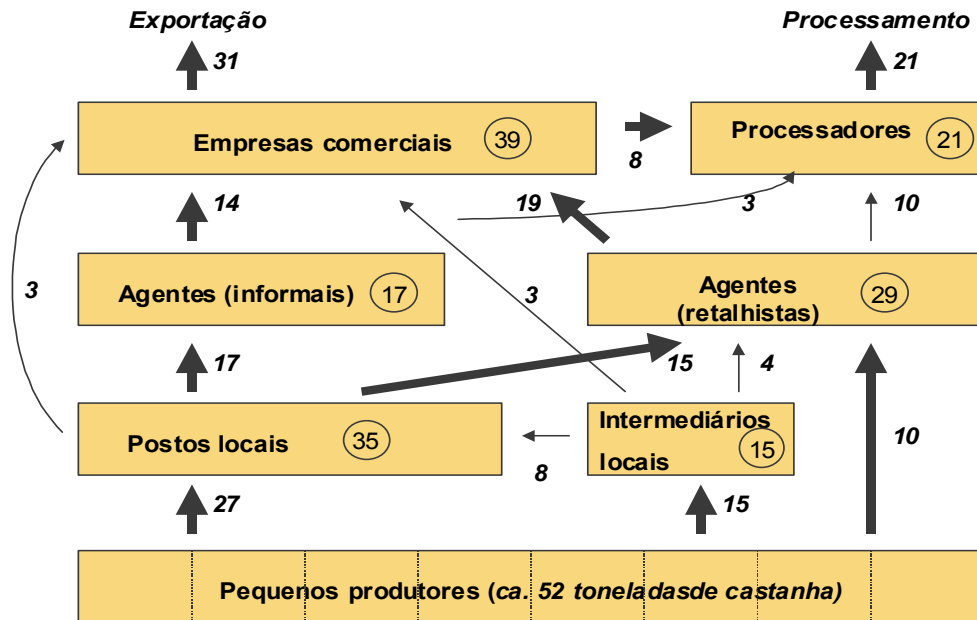 Exportação
Processamento
31
21
Empresas comerciais
39
8
Processadores
21
14
19
3
10
3
Agentes (informais)
17
3
Agentes
(retalhistas)
29
17
15
4
Postos locais
35
8
Intermediários
locais
15
10
27
15
Pequenos produtores (ca. 52 toneladasde castanha)